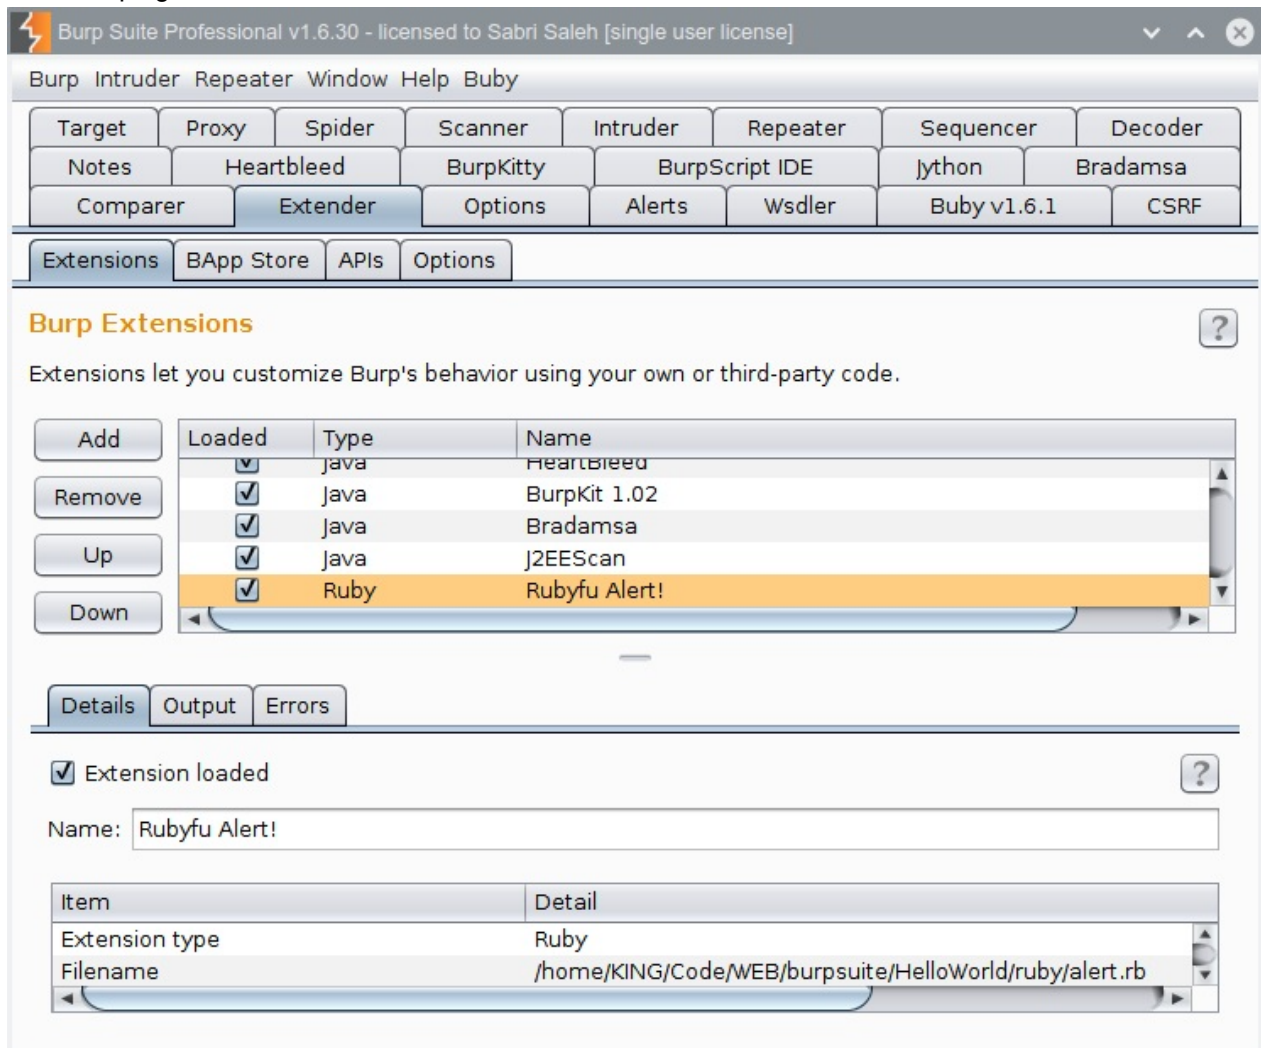 Burp Suite Professional v1.6.30 - licensed to Sabri Saleh [single user license]
Burp Intruder Repeater Window Help Buby
Target Proxy Spider Scanner Intruder Repeater Sequencer Decoder
Notes Heartbleed BurpKitty BurpScript IDE Jython Bradamsa
Comparer Extender Options Alerts Wsdler Buby v1.6.1 CSRF
Extensions BApp Store APIs Options
Burp Extensions
?
Extensions let you customize Burp's behavior using your own or third-party code.
Add Loaded Type Name
Java HeartBleed
Remove Java BurpKit 1.02
Java Bradamsa
Up Java J2EEScan
Ruby Rubyfu Alert!
Down
Details Output Errors
Extension loaded
?
Name: Rubyfu Alert!
Item Detail
Extension type Ruby
Filename /home/KING/Code/WEB/burpsuite/HelloWorld/ruby/alert.rb